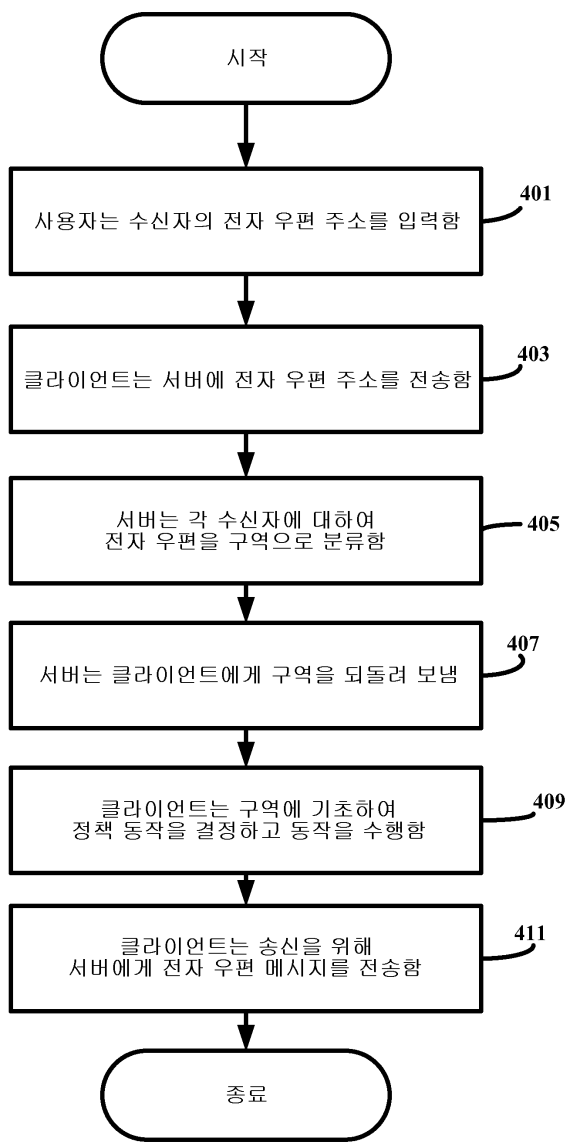 시작
사용자는 수신자의 전자 우편 주소를 입력함
401
클라이언트는 서버에 전자 우편 주소를 전송함
403
서버는 각 수신자에 대하여
전자 우편을 구역으로 분류함
405
서버는 클라이언트에게 구역을 되돌려 보냄
407
클라이언트는 구역에 기초하여
정책 동작을 결정하고 동작을 수행함
409
클라이언트는 송신을 위해
서버에게 전자 우편 메시지를 전송함
411
종료